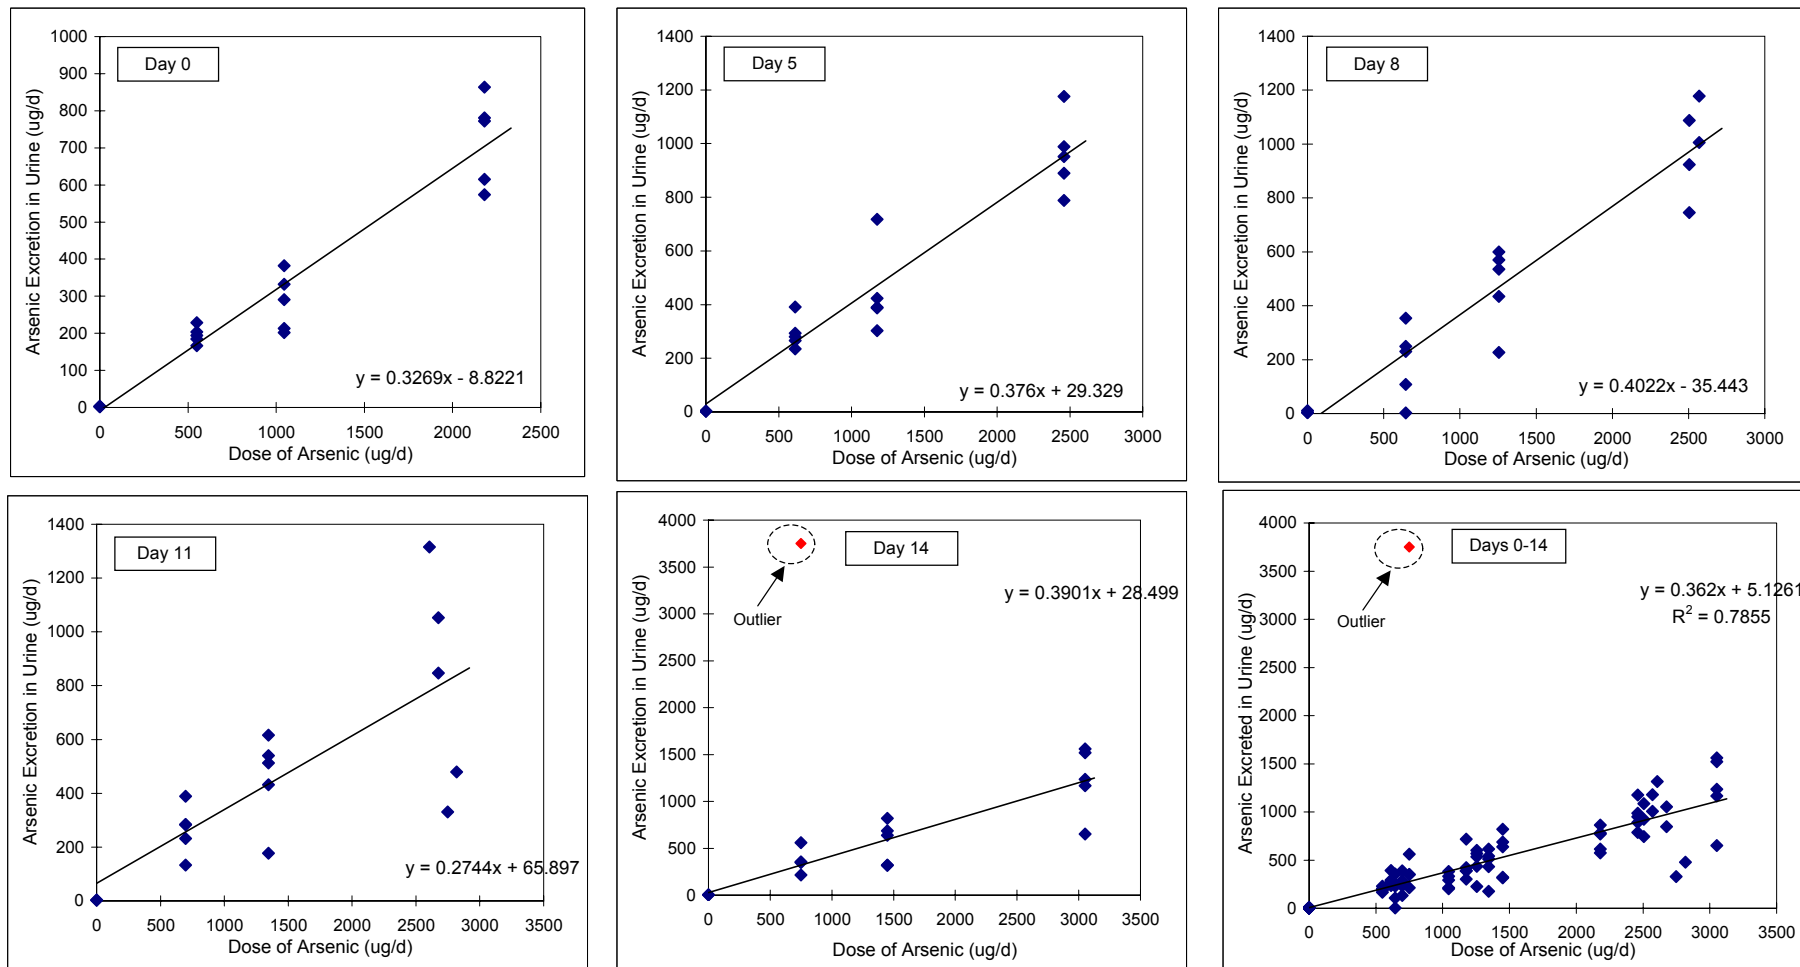 Day 0
Arsenic Excretion in Urine (ug/d)
1000
900
800
700
600
500
400
300
200
100
0
y = 0.3269x - 8.8221
0 500 1000 1500 2000 2500
Dose of Arsenic (ug/d)
Day 5
Arsenic Excretion in Urine (ug/d)
1400
1200
1000
800
600
400
200
0
y = 0.376x + 29.329
0 500 1000 1500 2000 2500 3000
Dose of Arsenic (ug/d)
Day 8
Arsenic Excretion in Urine (ug/d)
1400
1200
1000
800
600
400
200
0
y = 0.4022x - 35.443
0 500 1000 1500 2000 2500 3000
Dose of Arsenic (ug/d)
Day 11
Arsenic Excretion in Urine (ug/d)
1400
1200
1000
800
600
400
200
0
y = 0.2744x + 65.897
0 500 1000 1500 2000 2500 3000 3500
Dose of Arsenic (ug/d)
Day 14
Arsenic Excretion in Urine (ug/d)
4000
3500
3000
2500
2000
1500
1000
500
0
y = 0.3901x + 28.499
Outlier
0 500 1000 1500 2000 2500 3000 3500
Dose of Arsenic (ug/d)
Days 0-14
Arsenic Excreted in Urine (ug/d)
4000
3500
3000
2500
2000
1500
1000
500
0
y = 0.362x + 5.1261
R² = 0.7855
Outlier
0 500 1000 1500 2000 2500 3000 3500
Dose of Arsenic (ug/d)